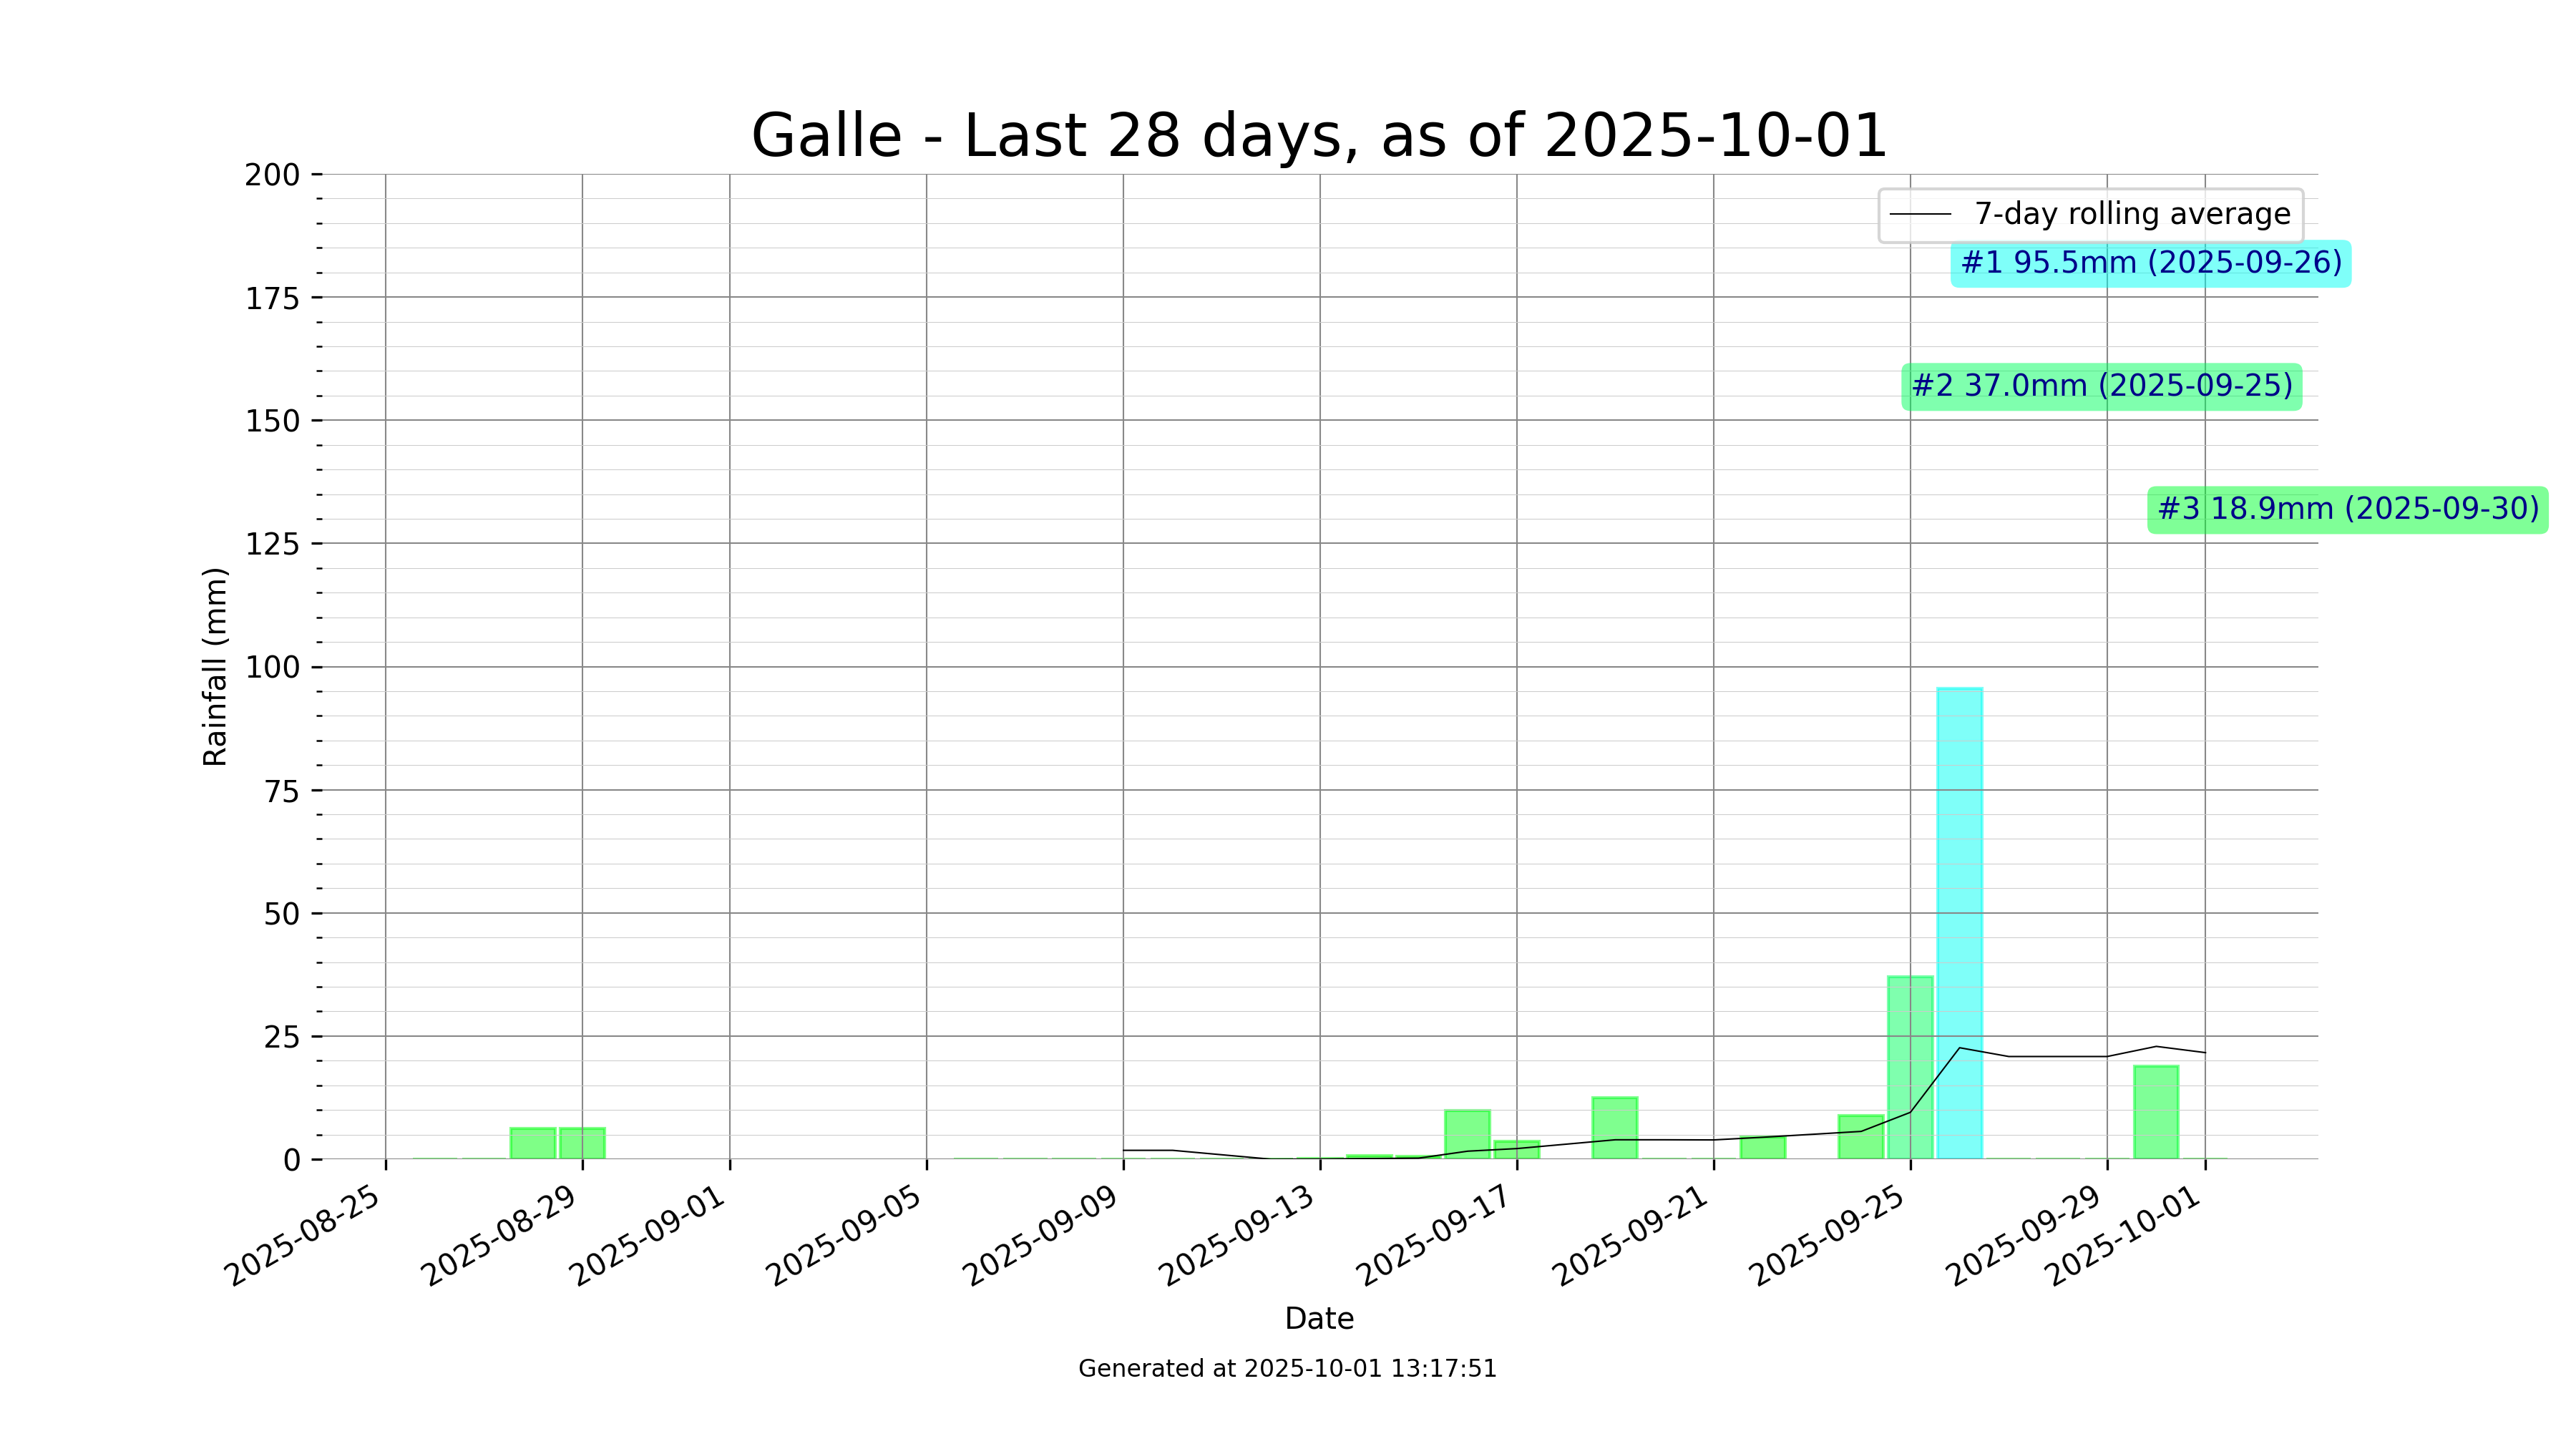 Galle - Last 28 days, as of 2025-10-01
7-day rolling average
#1 95.5mm (2025-09-26)
#2 37.0mm (2025-09-25)
#3 18.9mm (2025-09-30)
Rainfall (mm)
200
175
150
125
100
75
50
25
0
2025-08-25
2025-08-29
2025-09-01
2025-09-05
2025-09-09
2025-09-13
2025-09-17
2025-09-21
2025-09-25
2025-09-29
2025-10-01
Date
Generated at 2025-10-01 13:17:51